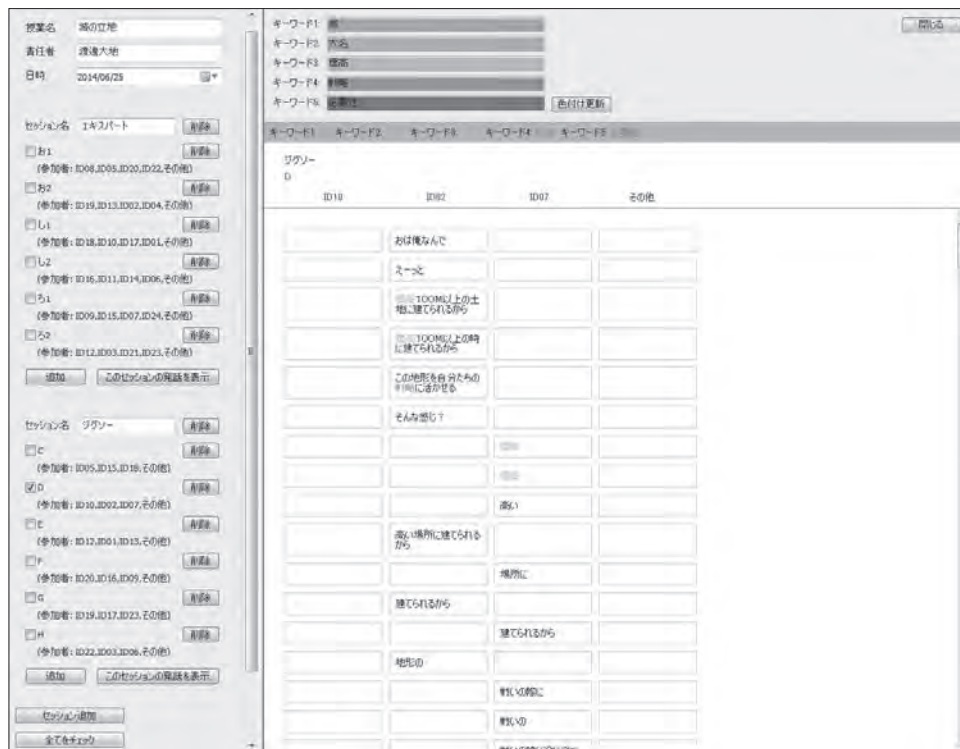 授業名 城の立地
責任者 渡邉大地
日時 2014/06/25
セッション名 エキスパート 削除
お1 削除
(参加者: ID08,ID05,ID20,ID22,その他)
お2 削除
(参加者: ID19,ID13,ID02,ID04,その他)
し1 削除
(参加者: ID18,ID10,ID17,ID01,その他)
し2 削除
(参加者: ID16,ID11,ID14,ID06,その他)
ろ1 削除
(参加者: ID09,ID15,ID07,ID24,その他)
ろ2 削除
(参加者: ID12,ID03,ID21,ID23,その他)
追加 このセッションの発話を表示
セッション名 ジグソー 削除
C 削除
(参加者: ID05,ID15,ID18,その他)
D 削除
(参加者: ID10,ID02,ID07,その他)
E 削除
(参加者: ID12,ID01,ID13,その他)
F 削除
(参加者: ID20,ID16,ID09,その他)
G 削除
(参加者: ID19,ID17,ID23,その他)
H 削除
(参加者: ID22,ID03,ID06,その他)
追加 このセッションの発話を表示
セッション追加
全てをチェック
閉じる
キーワード1
キーワード2 大名
キーワード3 標高
キーワード4 戦略
キーワード5 色付け更新
キーワード1 キーワード2 キーワード3 キーワード4 キーワード5
ジグソー
D
ID10 ID02 ID07 その他
おは俺なんで
えーっと
100M以上の土
地に建てられるから
100M以上の時
に建てられるから
この地形を自分たちの
に活かせる
そんな感じ?
高い
高い場所に建てられる
から
場所に
建てられるから
建てられるから
地形の
戦いの際に
戦いの